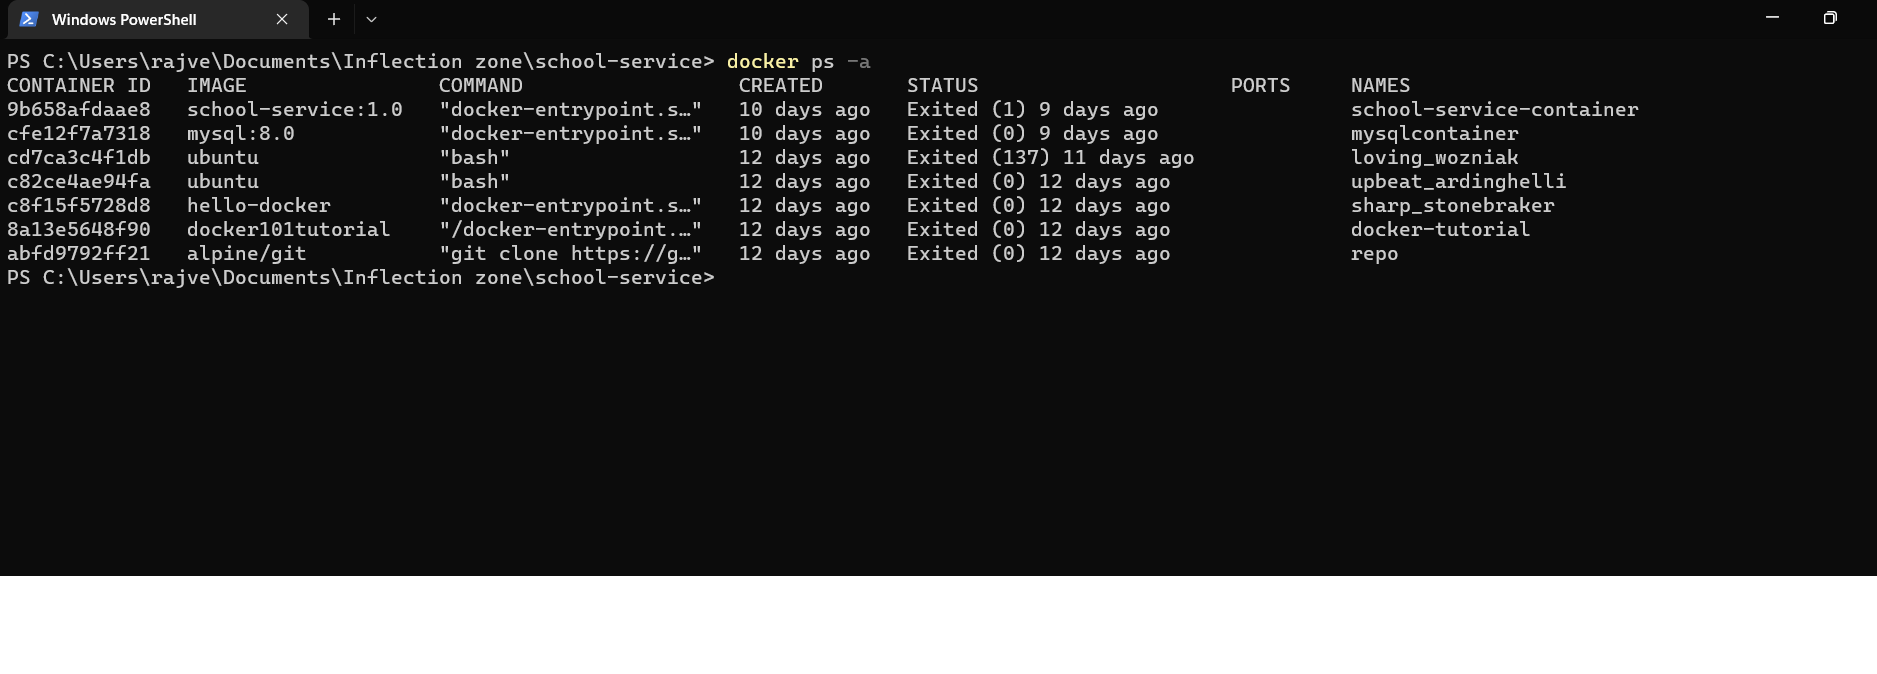 Windows PowerShell
PS C:\Users\rajve\Documents\Inflection zone\school-service> docker ps -a
CONTAINER ID   IMAGE                COMMAND                  CREATED       STATUS                     PORTS     NAMES
9b658afdaae8   school-service:1.0   "docker-entrypoint.s…"   10 days ago   Exited (1) 9 days ago                school-service-container
cfe12f7a7318   mysql:8.0            "docker-entrypoint.s…"   10 days ago   Exited (0) 9 days ago                mysqlcontainer
cd7ca3c4f1db   ubuntu               "bash"                   12 days ago   Exited (137) 11 days ago             loving_wozniak
c82ce4ae94fa   ubuntu               "bash"                   12 days ago   Exited (0) 12 days ago               upbeat_ardinghelli
c8f15f5728d8   hello-docker         "docker-entrypoint.s…"   12 days ago   Exited (0) 12 days ago               sharp_stonebraker
8a13e5648f90   docker101tutorial    "/docker-entrypoint.…"   12 days ago   Exited (0) 12 days ago               docker-tutorial
abfd9792ff21   alpine/git           "git clone https://g…"   12 days ago   Exited (0) 12 days ago               repo
PS C:\Users\rajve\Documents\Inflection zone\school-service>